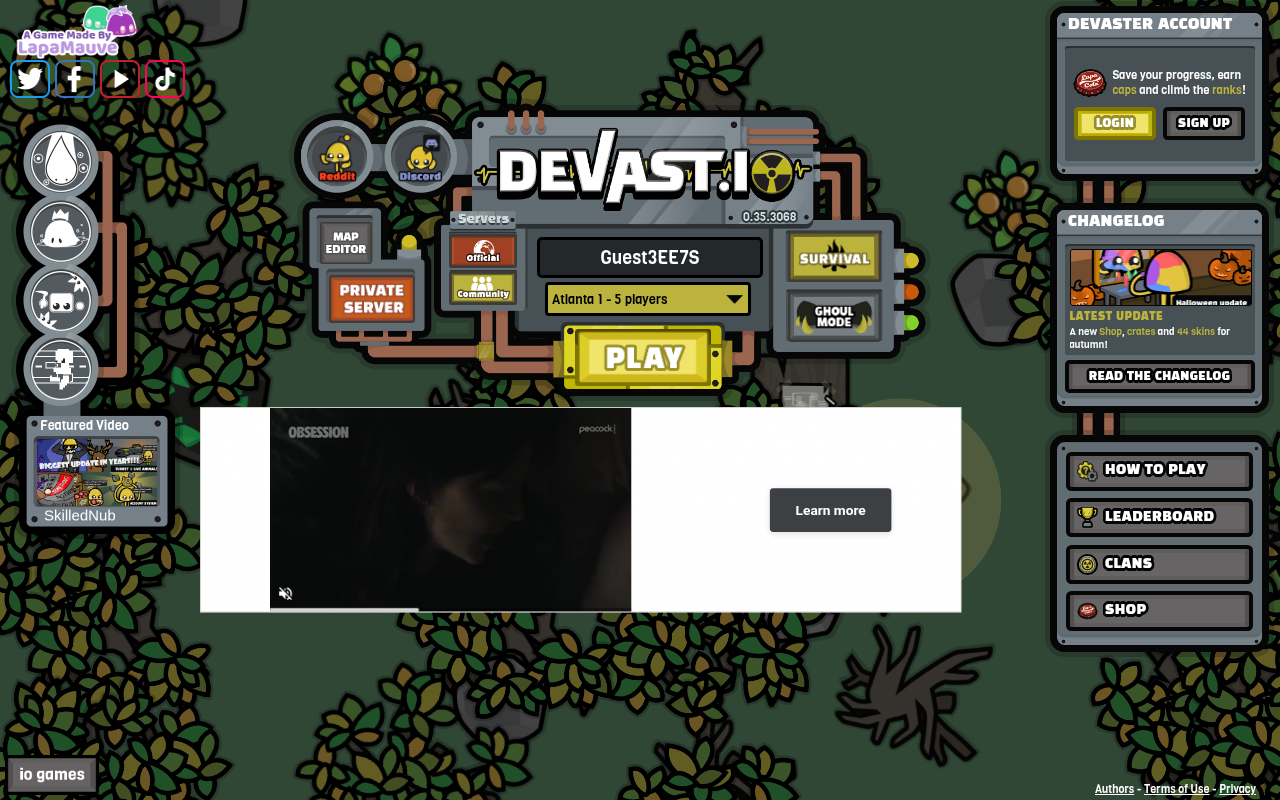 A Game Made By
LapaMauve
Reddit
Discord
DEVAST.IO
0.35.3068
MAP
EDITOR
PRIVATE
SERVER
Servers
Official
Community
Guest3EE7S
Atlanta 1 - 5 players
PLAY
SURVIVAL
GHOUL
MODE
Featured Video
BIGGEST UPDATE IN YEARS!!!
SkilledNub
OBSESSION
peacock
Learn more
DEVASTER ACCOUNT
Save your progress, earn
caps and climb the ranks!
LOGIN
SIGN UP
CHANGELOG
Halloween update
LATEST UPDATE
A new Shop, crates and 44 skins for
autumn!
READ THE CHANGELOG
HOW TO PLAY
LEADERBOARD
CLANS
SHOP
io games
Authors - Terms of Use - Privacy